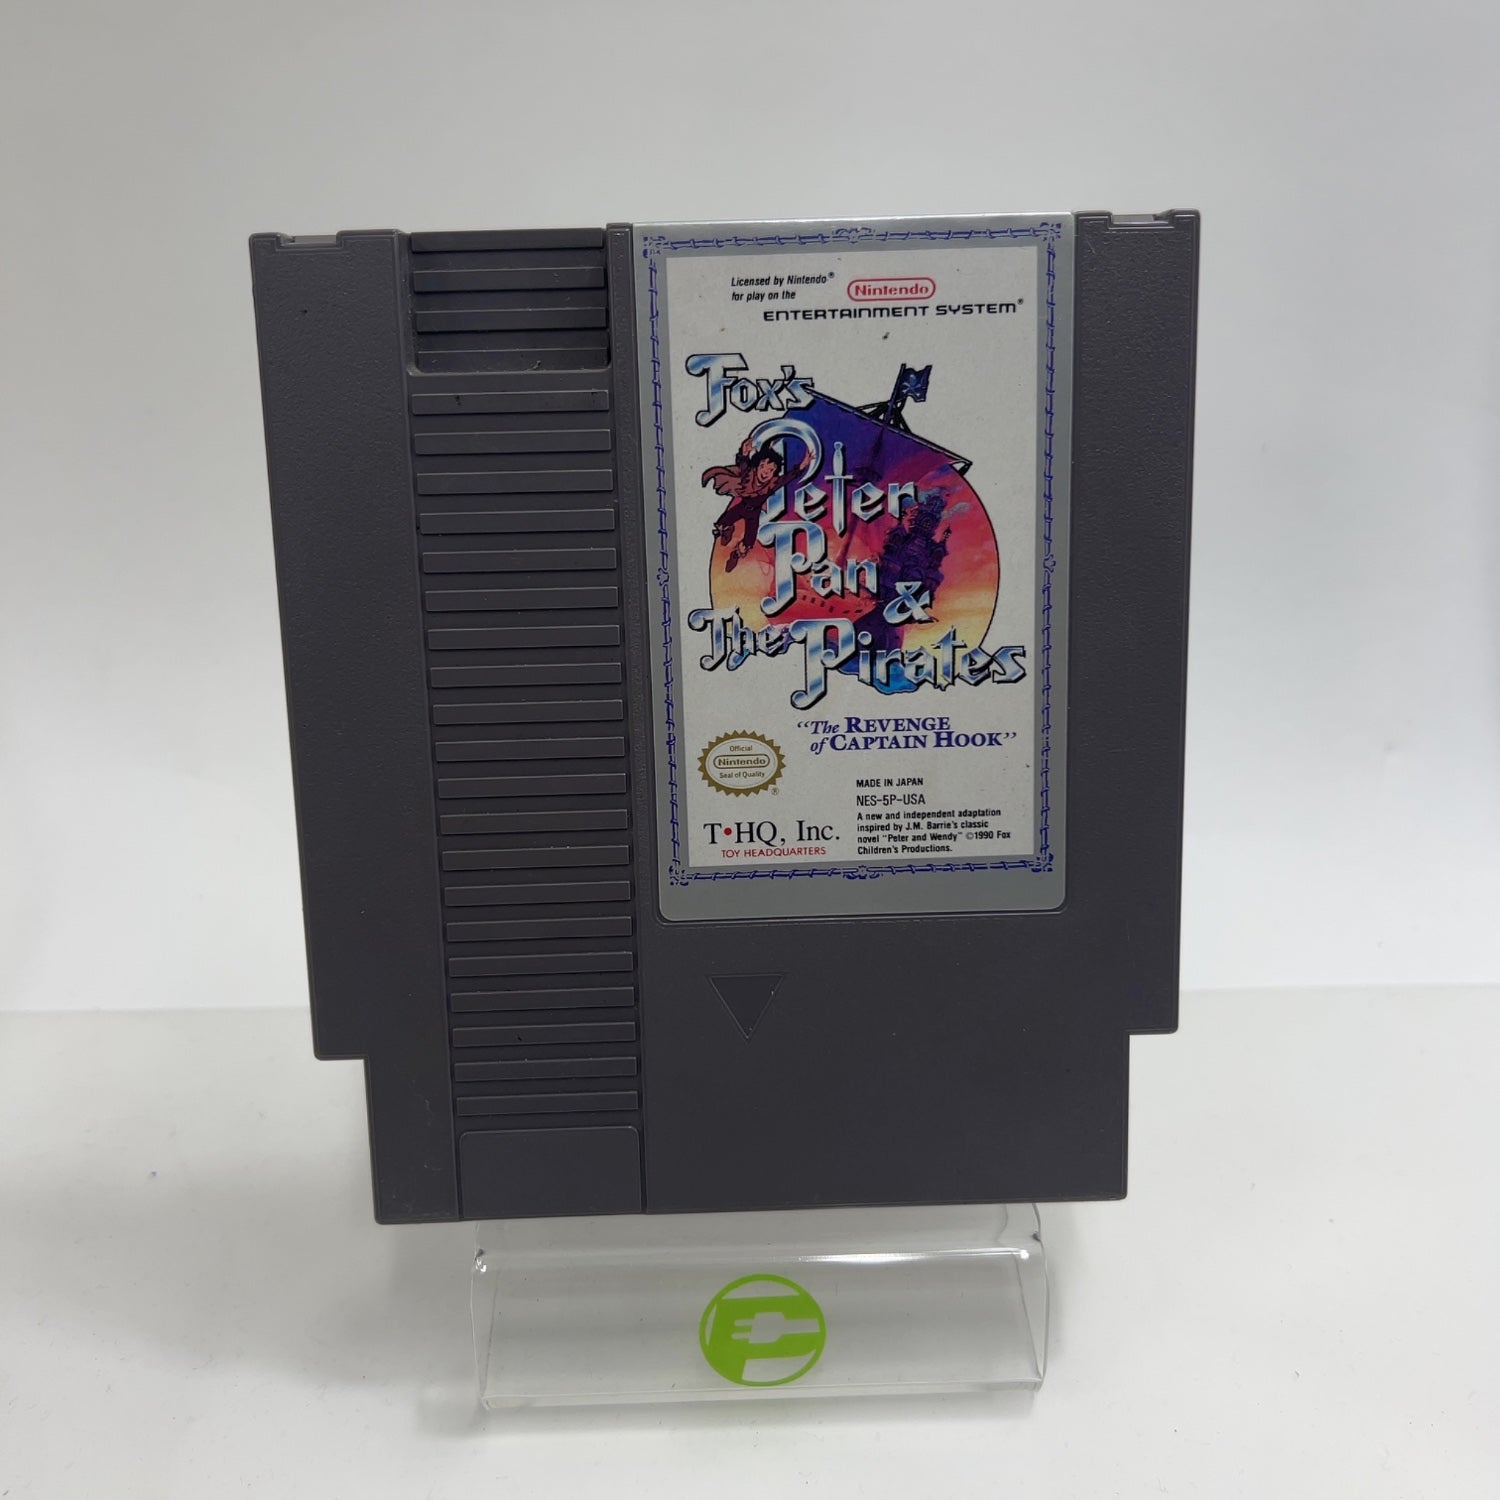 Licensed by Nintendo®
for play on the
Nintendo
ENTERTAINMENT SYSTEM®
Fox's
Peter
Pan &
The Pirates
"The REVENGE
of CAPTAIN HOOK"
Official
Nintendo
Seal of Quality
®
MADE IN JAPAN
NES-5P-USA
A new and independent adaptation
inspired by J.M. Barrie's classic
novel "Peter and Wendy" ©1990 Fox
Children's Productions.
T•HQ, Inc.
TOY HEADQUARTERS